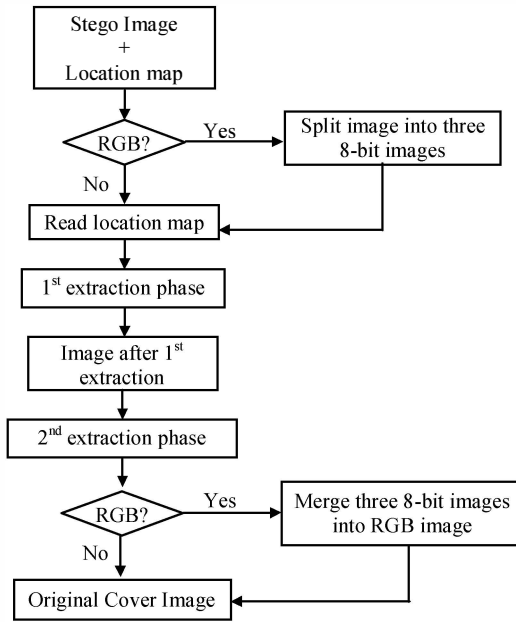 Stego Image
+
Location map
RGB?
Yes
Split image into three
8-bit images
No
Read location map
1st extraction phase
Image after 1st
extraction
2nd extraction phase
RGB?
Yes
Merge three 8-bit images
into RGB image
No
Original Cover Image